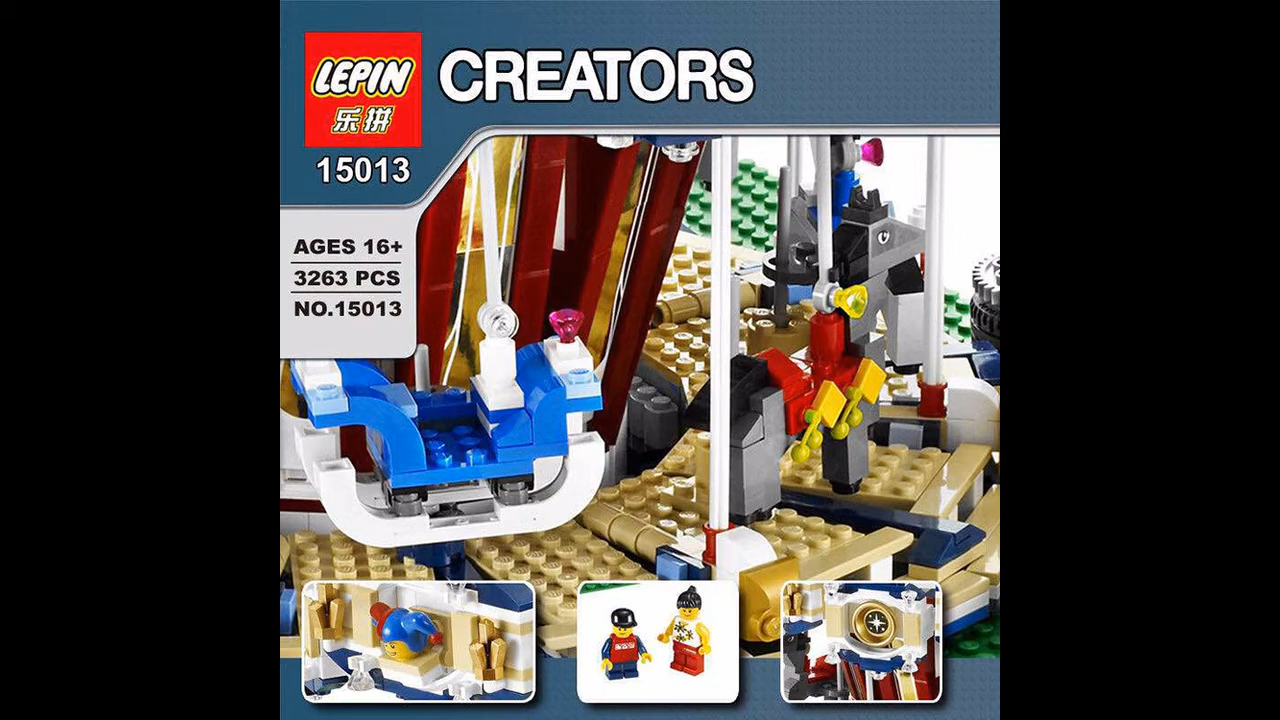 LEPIN
乐拼
CREATORS
15013
AGES 16+
3263 PCS
NO.15013